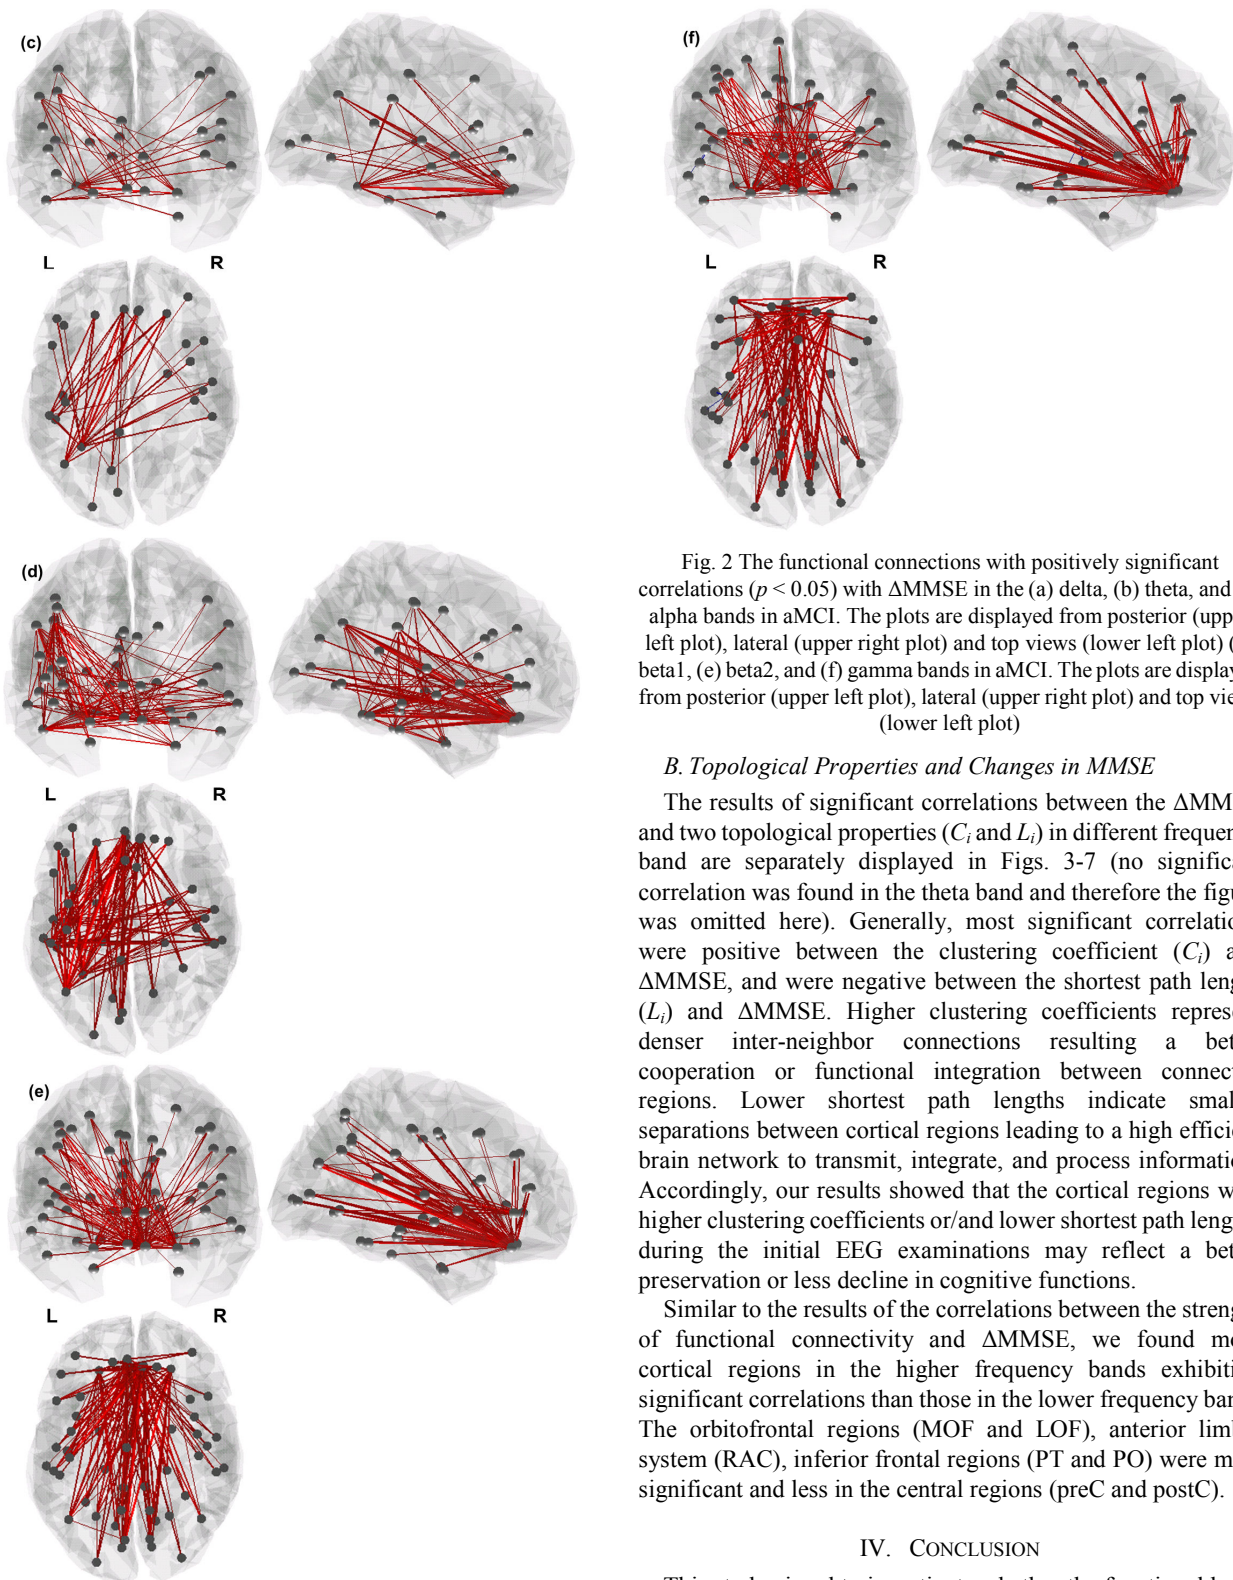 (c)
L
R
(d)
L
R
(e)
L
R
(f)
L
R
Fig. 2 The functional connections with positively significant
correlations (p < 0.05) with ΔMMSE in the (a) delta, (b) theta, and
alpha bands in aMCI. The plots are displayed from posterior (upp
left plot), lateral (upper right plot) and top views (lower left plot) (
beta1, (e) beta2, and (f) gamma bands in aMCI. The plots are display
from posterior (upper left plot), lateral (upper right plot) and top vie
(lower left plot)
B. Topological Properties and Changes in MMSE
The results of significant correlations between the ΔMM
and two topological properties (Ci and Li) in different frequen
band are separately displayed in Figs. 3-7 (no significa
correlation was found in the theta band and therefore the figu
was omitted here). Generally, most significant correlatio
were positive between the clustering coefficient (Ci) a
ΔMMSE, and were negative between the shortest path leng
(Li) and ΔMMSE. Higher clustering coefficients represe
denser inter-neighbor connections resulting a bet
cooperation or functional integration between connect
regions. Lower shortest path lengths indicate small
separations between cortical regions leading to a high efficie
brain network to transmit, integrate, and process informatio
Accordingly, our results showed that the cortical regions w
higher clustering coefficients or/and lower shortest path leng
during the initial EEG examinations may reflect a bet
preservation or less decline in cognitive functions.
Similar to the results of the correlations between the streng
of functional connectivity and ΔMMSE, we found mo
cortical regions in the higher frequency bands exhibiti
significant correlations than those in the lower frequency ban
The orbitofrontal regions (MOF and LOF), anterior limb
system (RAC), inferior frontal regions (PT and PO) were m
significant and less in the central regions (preC and postC).
IV. CONCLUSION